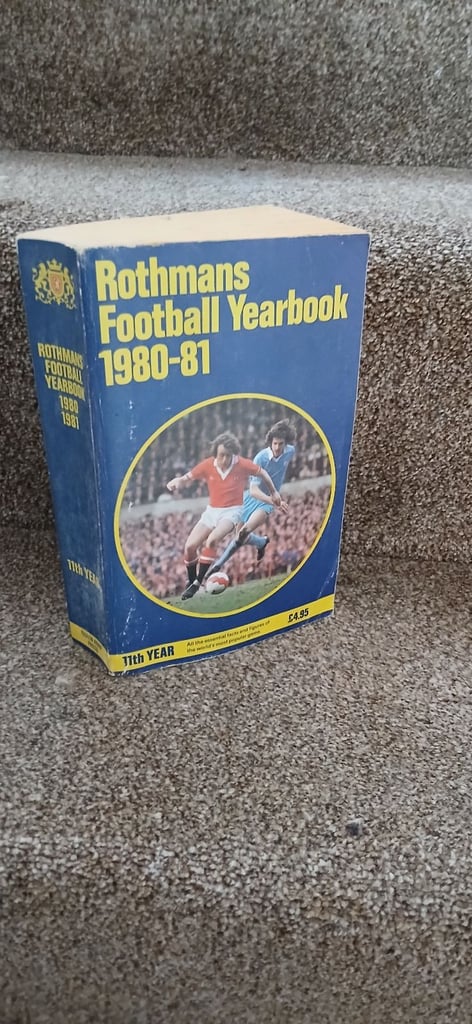 Rothmans
Football Yearbook
1980-81
ROTHMANS
FOOTBALL
YEARBOOK
1980
1981
11th YEAR
11th YEAR
All the essential facts and figures of
the world's most popular game.
£4.95